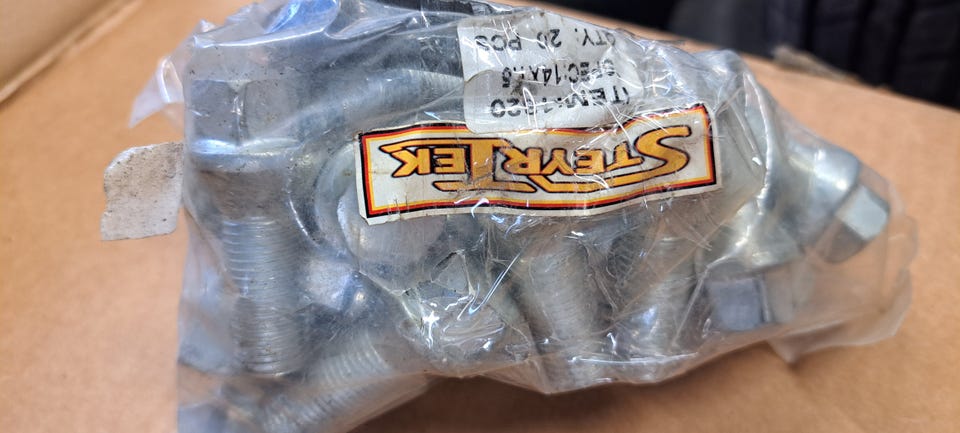 STEYRTEK
SPEC:14X1.5
QTY: 20 PCS